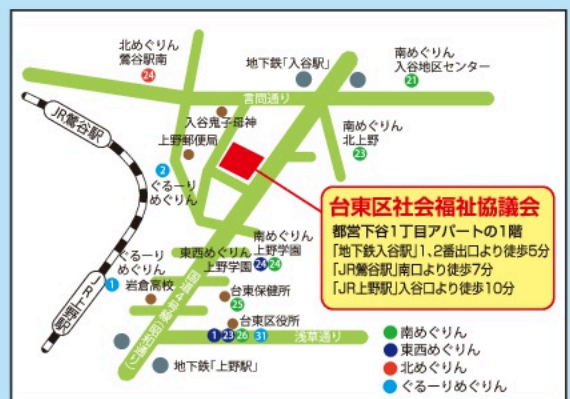 北めぐりん
鶯谷駅南
24
地下鉄「入谷駅」
南めぐりん
入谷地区センター
21
言問通り
JR鶯谷駅
入谷鬼子母神
上野郵便局
南めぐりん
北上野
23
2
ぐるーり
めぐりん
台東区社会福祉協議会
都営下谷1丁目アパートの1階
「地下鉄入谷駅」1、2番出口より徒歩5分
「JR鶯谷駅」南口より徒歩7分
「JR上野駅」入谷口より徒歩10分
南めぐりん
上野学園
24
東西めぐりん
上野学園
24
ぐるーり
めぐりん
1
岩倉高校
JR上野駅
国道4号線(昭和通り)
台東保健所
25
台東区役所
1 23 26 31
浅草通り
地下鉄「上野駅」
南めぐりん
東西めぐりん
北めぐりん
ぐるーりめぐりん